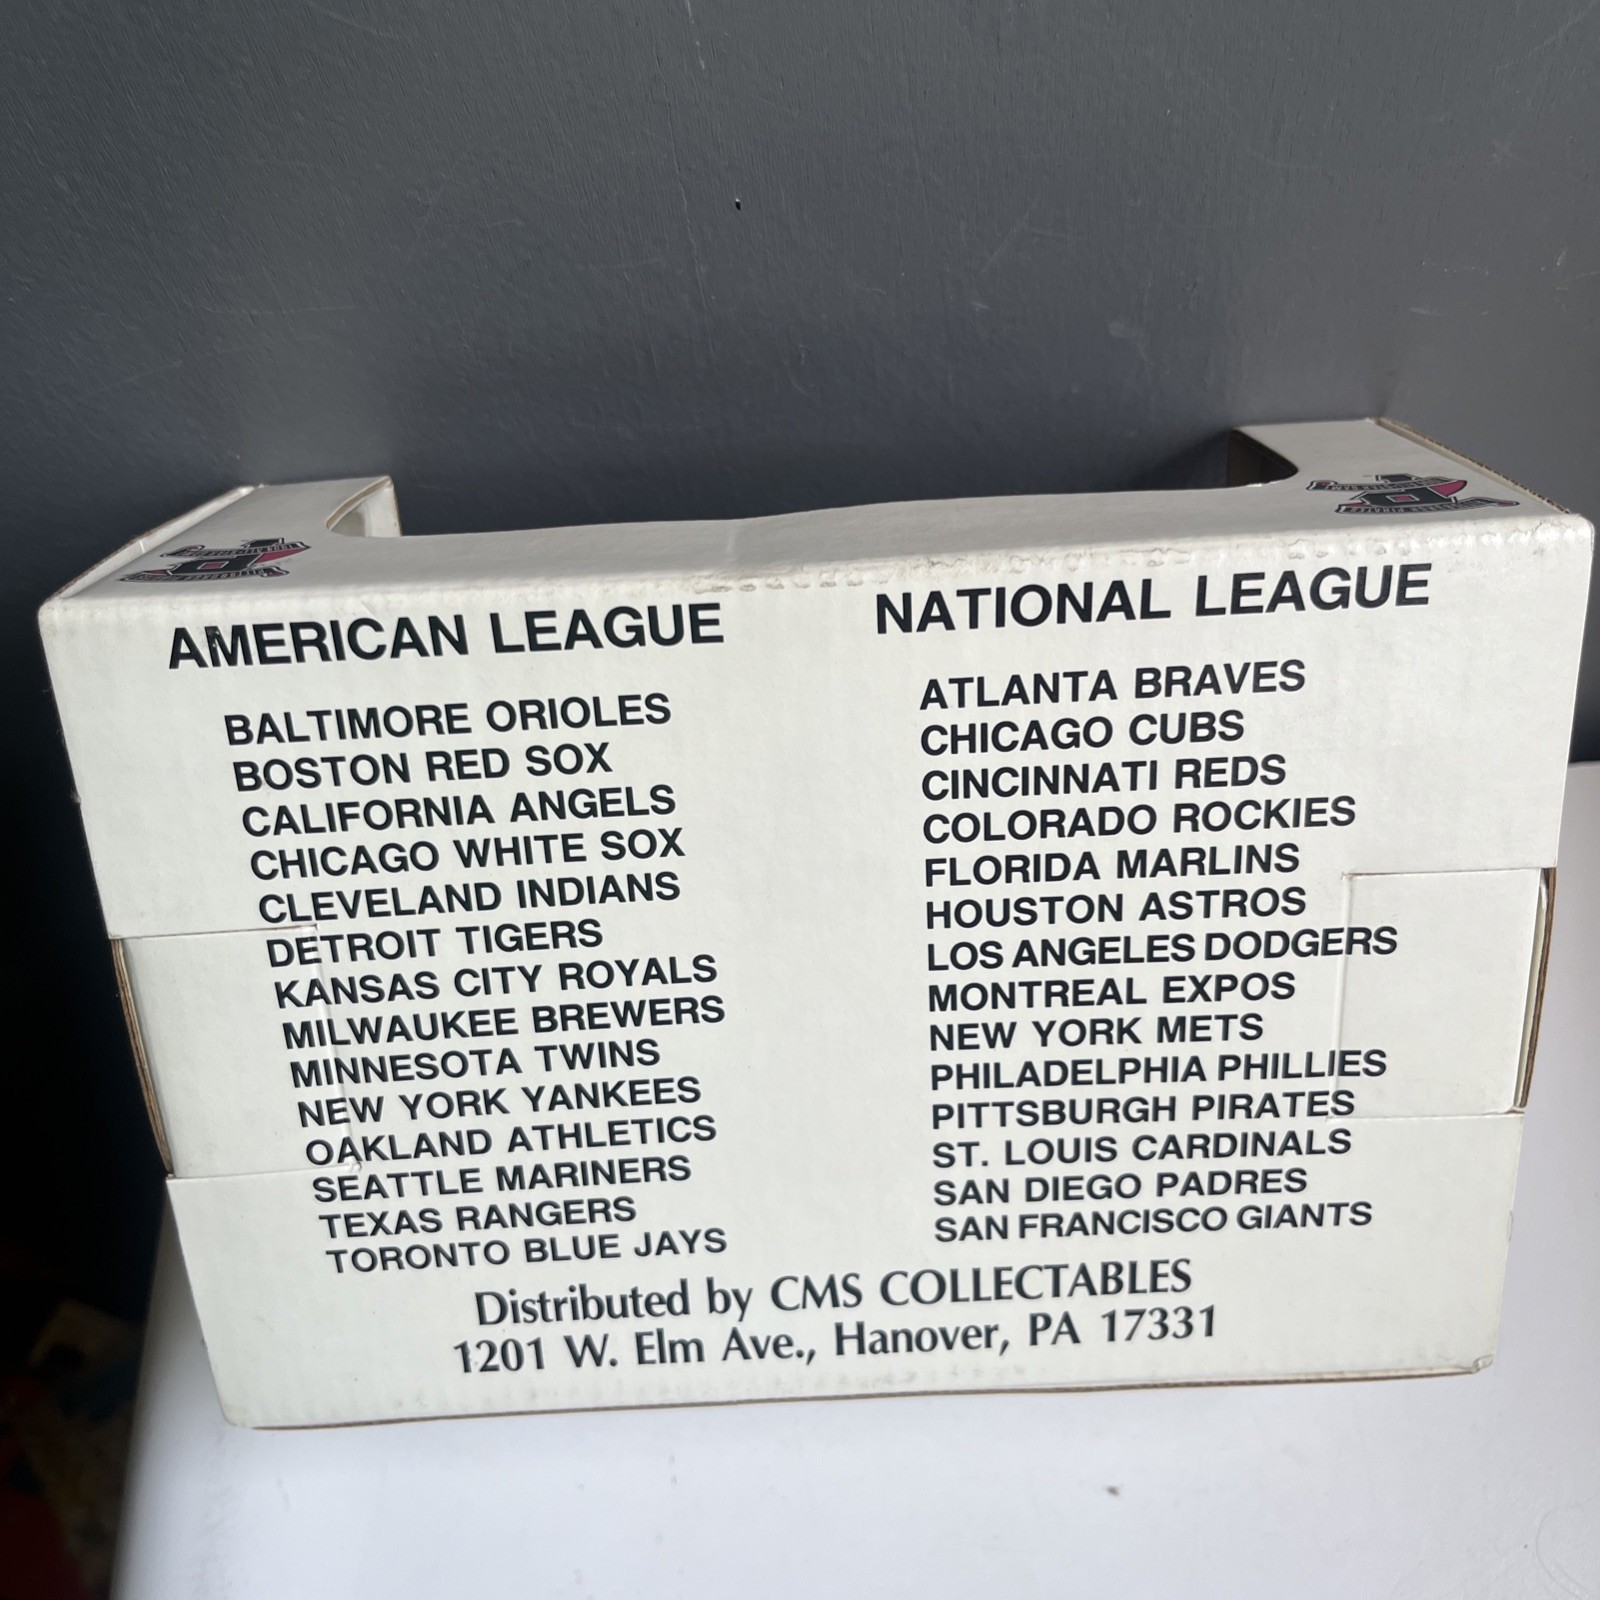 AMERICAN LEAGUE
BALTIMORE ORIOLES
BOSTON RED SOX
CALIFORNIA ANGELS
CHICAGO WHITE SOX
CLEVELAND INDIANS
DETROIT TIGERS
KANSAS CITY ROYALS
MILWAUKEE BREWERS
MINNESOTA TWINS
NEW YORK YANKEES
OAKLAND ATHLETICS
SEATTLE MARINERS
TEXAS RANGERS
TORONTO BLUE JAYS
NATIONAL LEAGUE
ATLANTA BRAVES
CHICAGO CUBS
CINCINNATI REDS
COLORADO ROCKIES
FLORIDA MARLINS
HOUSTON ASTROS
LOS ANGELES DODGERS
MONTREAL EXPOS
NEW YORK METS
PHILADELPHIA PHILLIES
PITTSBURGH PIRATES
ST. LOUIS CARDINALS
SAN DIEGO PADRES
SAN FRANCISCO GIANTS
Distributed by CMS COLLECTABLES
1201 W. Elm Ave., Hanover, PA 17331